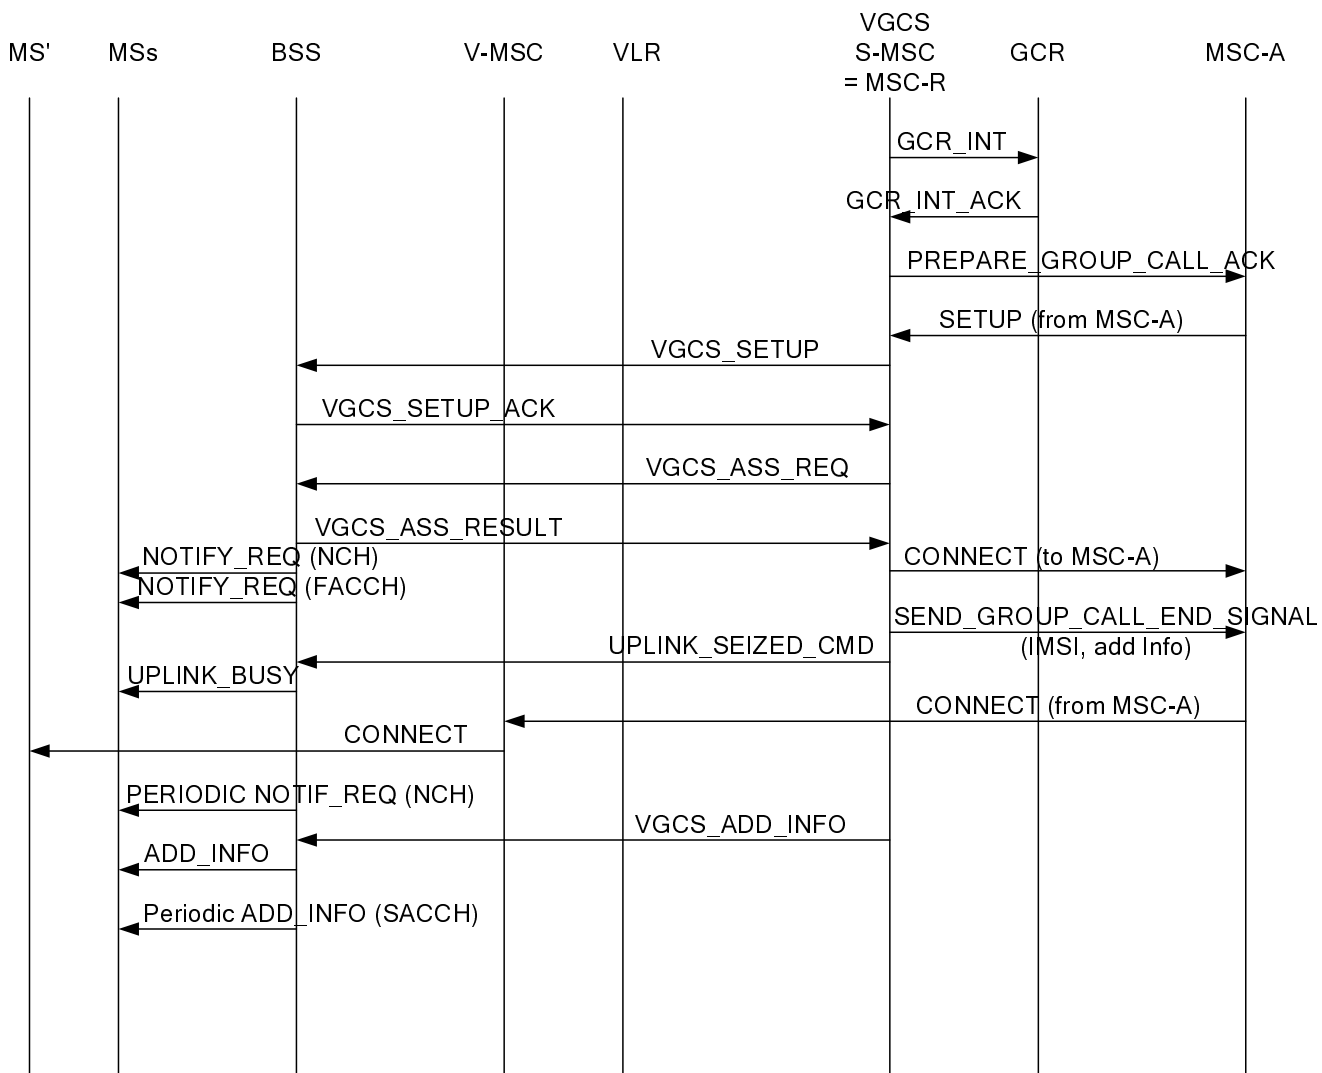 VGCS
MS' MSs BSS V-MSC VLR S-MSC GCR MSC-A
= MSC-R
GCR_INT
GCR_INT_ACK
PREPARE_GROUP_CALL_ACK
SETUP (from MSC-A)
VGCS_SETUP
VGCS_SETUP_ACK
VGCS_ASS_REQ
VGCS_ASS_RESULT
NOTIFY_REQ (NCH)
CONNECT (to MSC-A)
NOTIFY_REQ (FACCH)
SEND_GROUP_CALL_END_SIGNAL
(IMSI, add Info)
UPLINK_SEIZED_CMD
UPLINK_BUSY
CONNECT (from MSC-A)
CONNECT
PERIODIC NOTIF_REQ (NCH)
VGCS_ADD_INFO
ADD_INFO
Periodic ADD_INFO (SACCH)